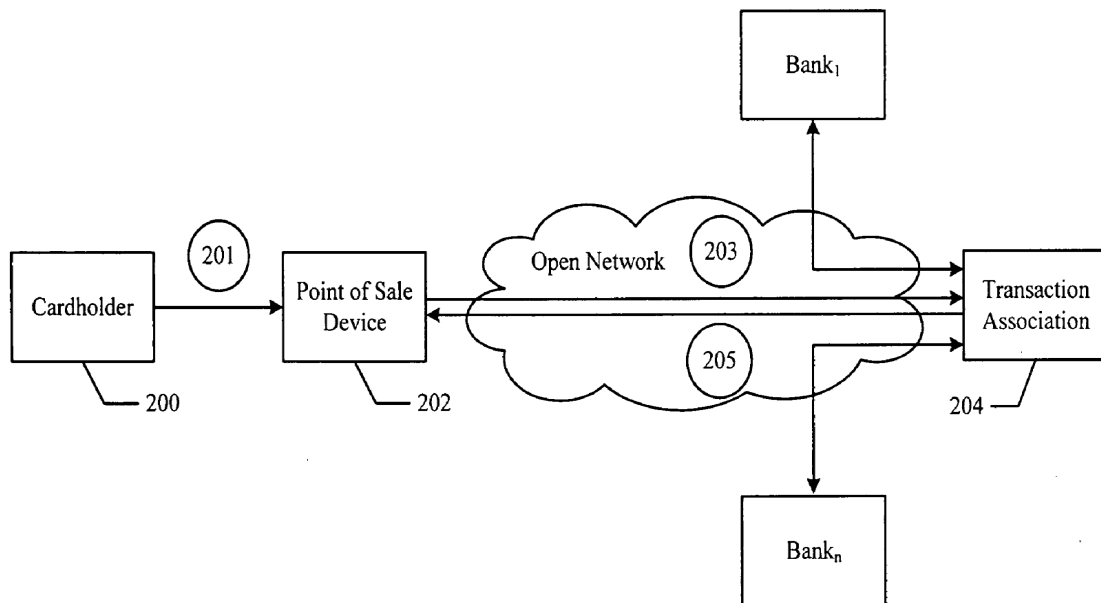 Bank1
201
203
Open Network
Cardholder
Point of Sale
Device
Transaction
Association
205
200
202
204
Bankn